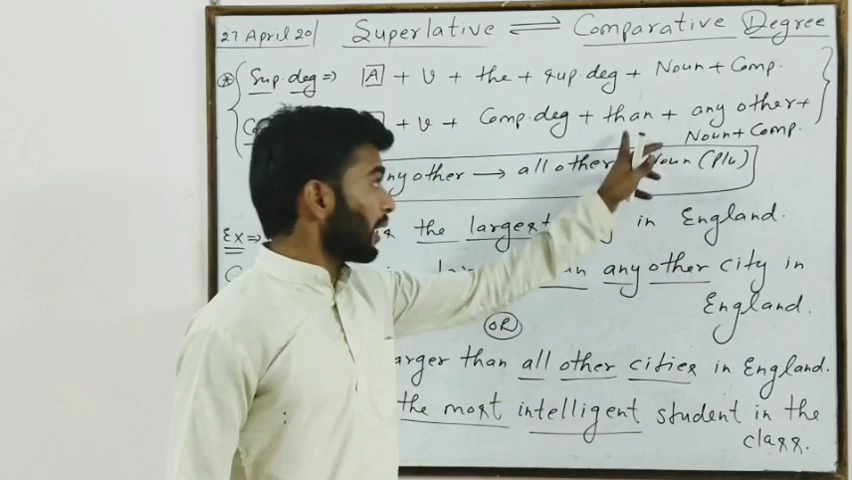 27 April 20 Superlative ⇌ Comparative Degree
Sup. deg ⇒ [A] + V + the + sup. deg + Noun + Comp.
+ V + Comp. deg + than + any other +
Noun + Comp.
ny other → all other Noun (Plu)
Ex ⇒ the largest in England.
any other city in
England.
OR
arger than all other cities in England.
the most intelligent student in the
class.